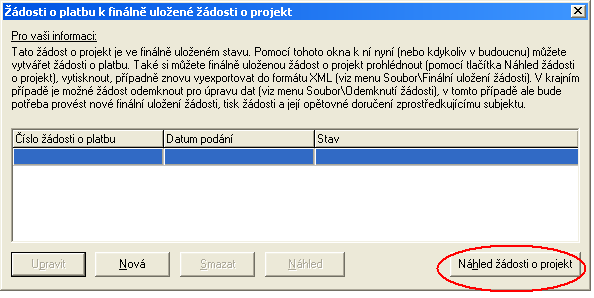 Žádosti o platbu k finálně uložené žádosti o projekt
Pro vaši informaci:
Tato žádost o projekt je ve finálně uloženém stavu. Pomocí tohoto okna k ní nyní (nebo kdykoliv v budoucnu) můžete
vytvářet žádosti o platbu. Také si můžete finálně uloženou žádost o projekt prohlédnout (pomocí tlačítka Náhled žádosti
o projekt), vytisknout, případně znovu vyexportovat do formátu XML (viz menu Soubor\Finální uložení žádosti). V krajním
případě je možné žádost odemknout pro úpravu dat (viz menu Soubor\Odemknutí žádosti), v tomto případě ale bude
potřeba provést nové finální uložení žádosti, tisk žádosti a její opětovné doručení zprostředkujícímu subjektu.
Číslo žádosti o platbu Datum podání Stav
Upravit Nová Smazat Náhled Náhled žádosti o projekt